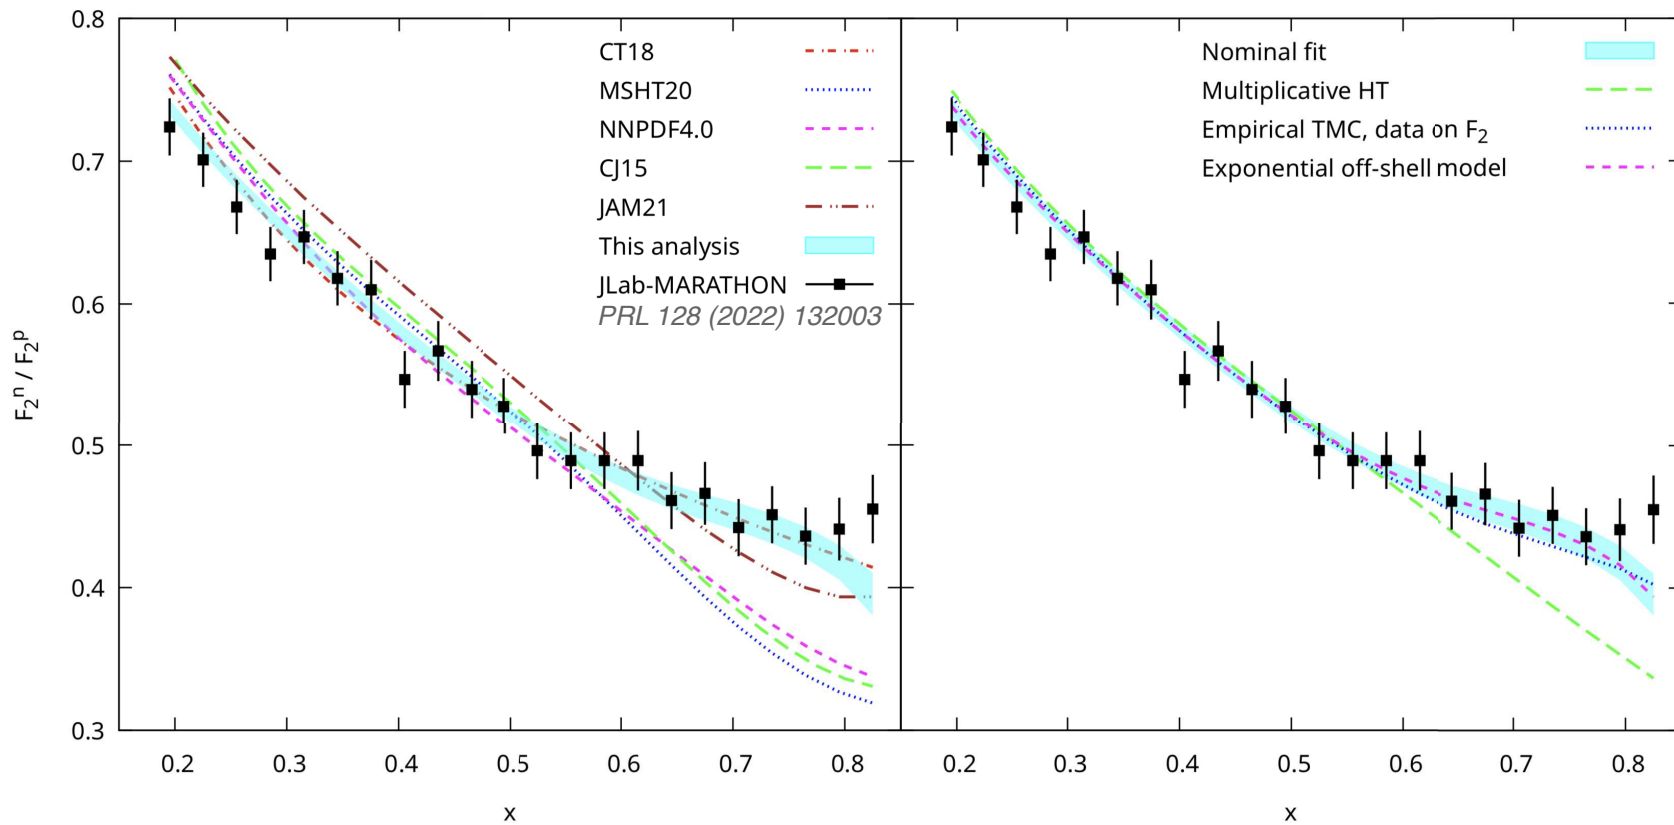 0.8
0.7
0.6
0.5
0.4
0.3
F2n / F2p
CT18
MSHT20
NNPDF4.0
CJ15
JAM21
This analysis
JLab-MARATHON
PRL 128 (2022) 132003
0.2 0.3 0.4 0.5 0.6 0.7 0.8
x
Nominal fit
Multiplicative HT
Empirical TMC, data on F2
Exponential off-shell model
0.2 0.3 0.4 0.5 0.6 0.7 0.8
x